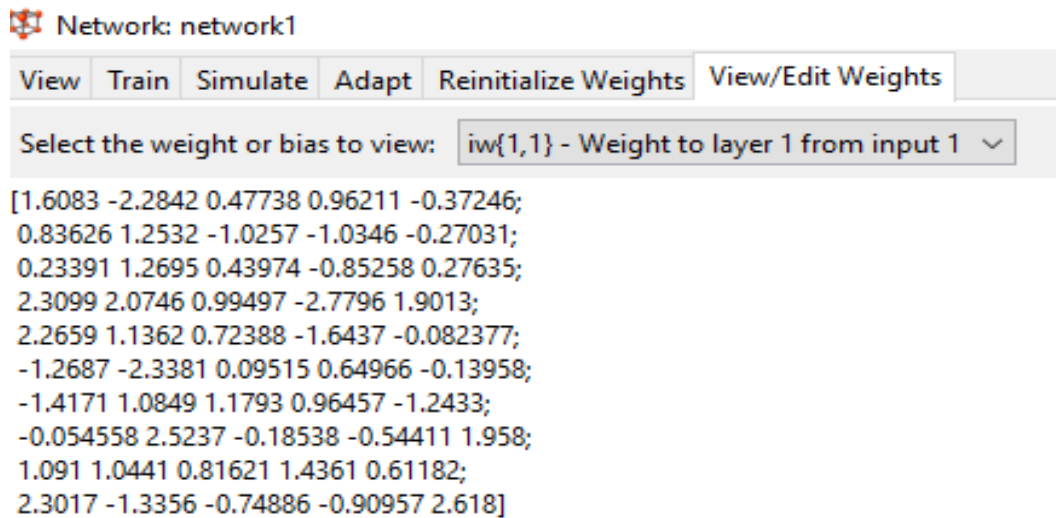 Network: network1
View Train Simulate Adapt Reinitialize Weights View/Edit Weights
Select the weight or bias to view: iw{1,1} - Weight to layer 1 from input 1
[1.6083 -2.2842 0.47738 0.96211 -0.37246;
0.83626 1.2532 -1.0257 -1.0346 -0.27031;
0.23391 1.2695 0.43974 -0.85258 0.27635;
2.3099 2.0746 0.99497 -2.7796 1.9013;
2.2659 1.1362 0.72388 -1.6437 -0.082377;
-1.2687 -2.3381 0.09515 0.64966 -0.13958;
-1.4171 1.0849 1.1793 0.96457 -1.2433;
-0.054558 2.5237 -0.18538 -0.54411 1.958;
1.091 1.0441 0.81621 1.4361 0.61182;
2.3017 -1.3356 -0.74886 -0.90957 2.618]